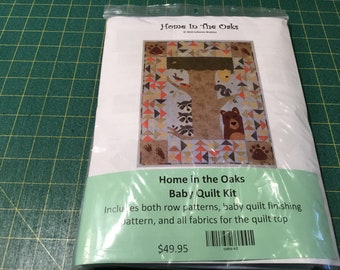 Home In The Oaks
Home in the Oaks
Baby Quilt Kit
Includes both row patterns, baby quilt finishing
pattern, and all fabrics for the quilt top
$49.95